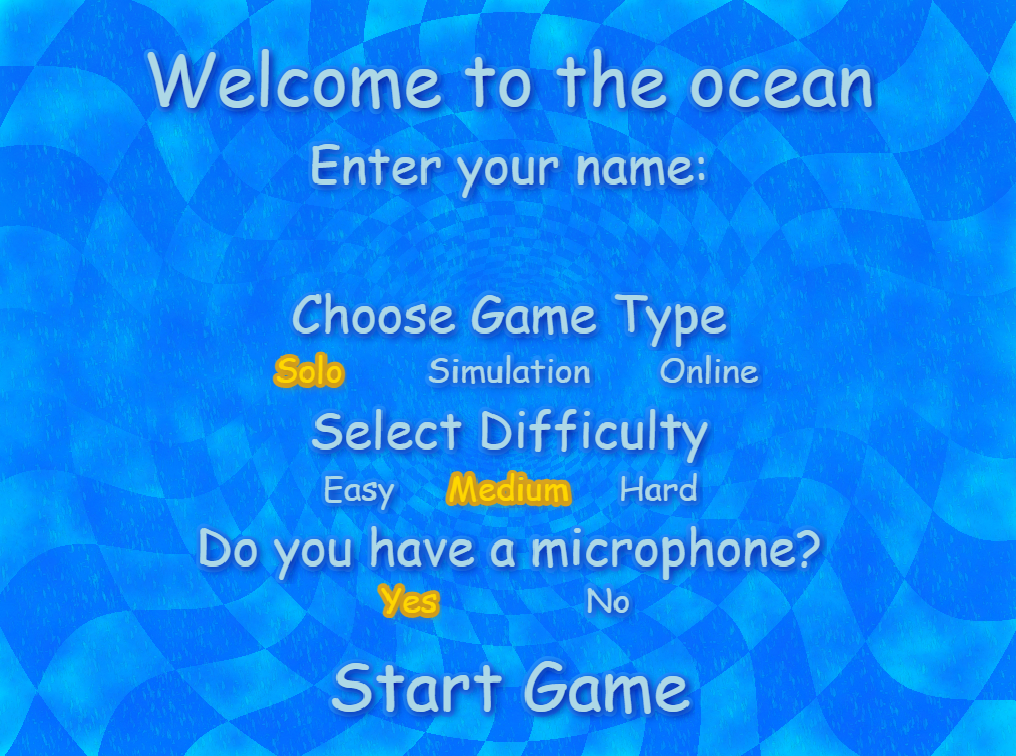 Welcome to the ocean
Enter your name:
Choose Game Type
Solo Simulation Online
Select Difficulty
Easy Medium Hard
Do you have a microphone?
Yes No
Start Game